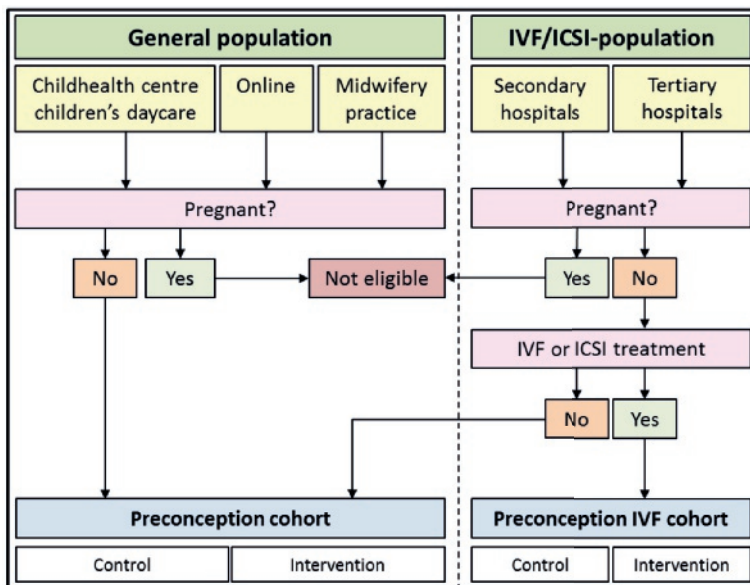 General population
IVF/ICSI-population
Childhealth centre
children's daycare
Online
Midwifery
practice
Secondary
hospitals
Tertiary
hospitals
Pregnant?
Pregnant?
No
Yes
Not eligible
Yes
No
IVF or ICSI treatment
No
Yes
Preconception cohort
Preconception IVF cohort
Control
Intervention
Control
Intervention